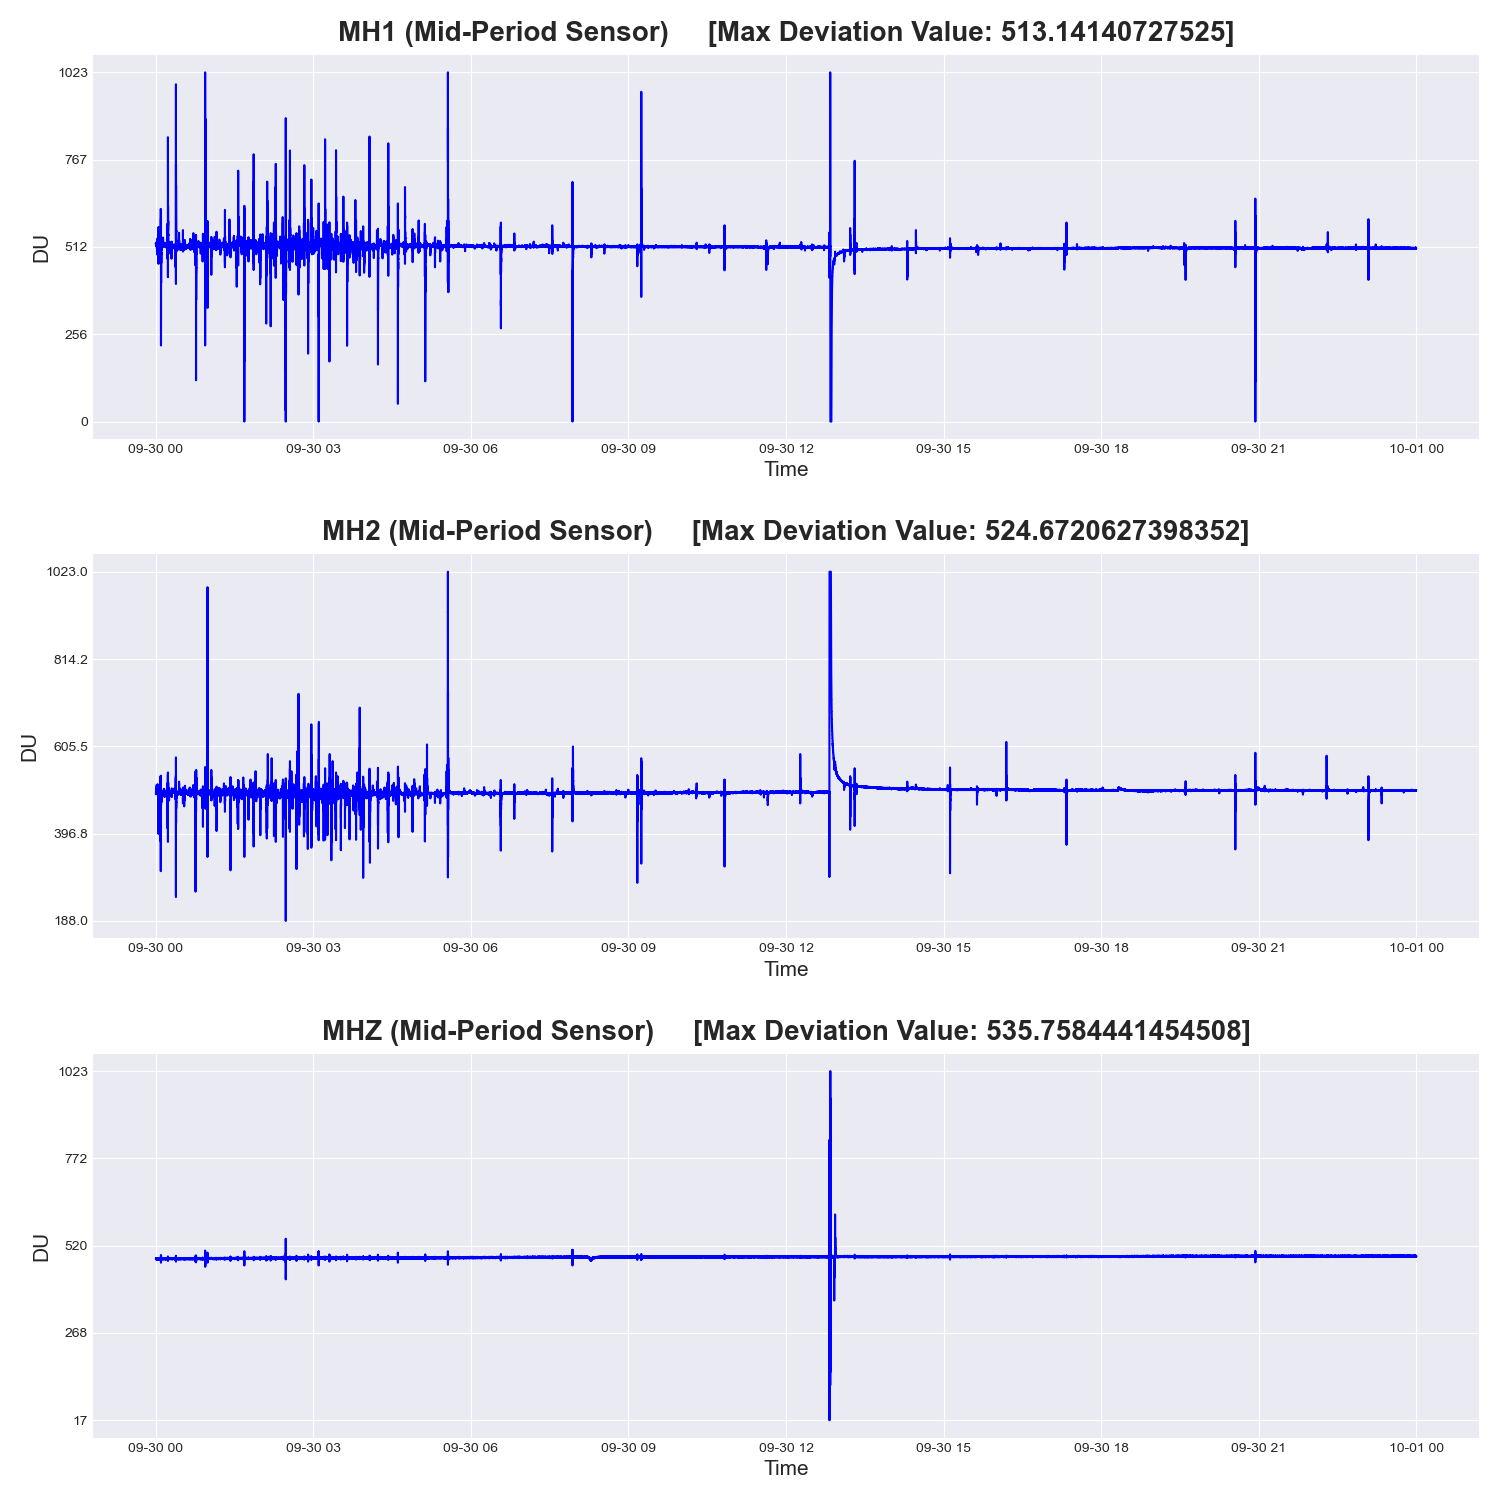 MH1 (Mid-Period Sensor) [Max Deviation Value: 513.14140727525]
1023
767
512
256
0
DU
09-30 00 09-30 03 09-30 06 09-30 09 09-30 12 09-30 15 09-30 18 09-30 21 10-01 00
Time
MH2 (Mid-Period Sensor) [Max Deviation Value: 524.6720627398352]
1023.0
814.2
605.5
396.8
188.0
DU
09-30 00 09-30 03 09-30 06 09-30 09 09-30 12 09-30 15 09-30 18 09-30 21 10-01 00
Time
MHZ (Mid-Period Sensor) [Max Deviation Value: 535.7584441454508]
1023
772
520
268
17
DU
09-30 00 09-30 03 09-30 06 09-30 09 09-30 12 09-30 15 09-30 18 09-30 21 10-01 00
Time